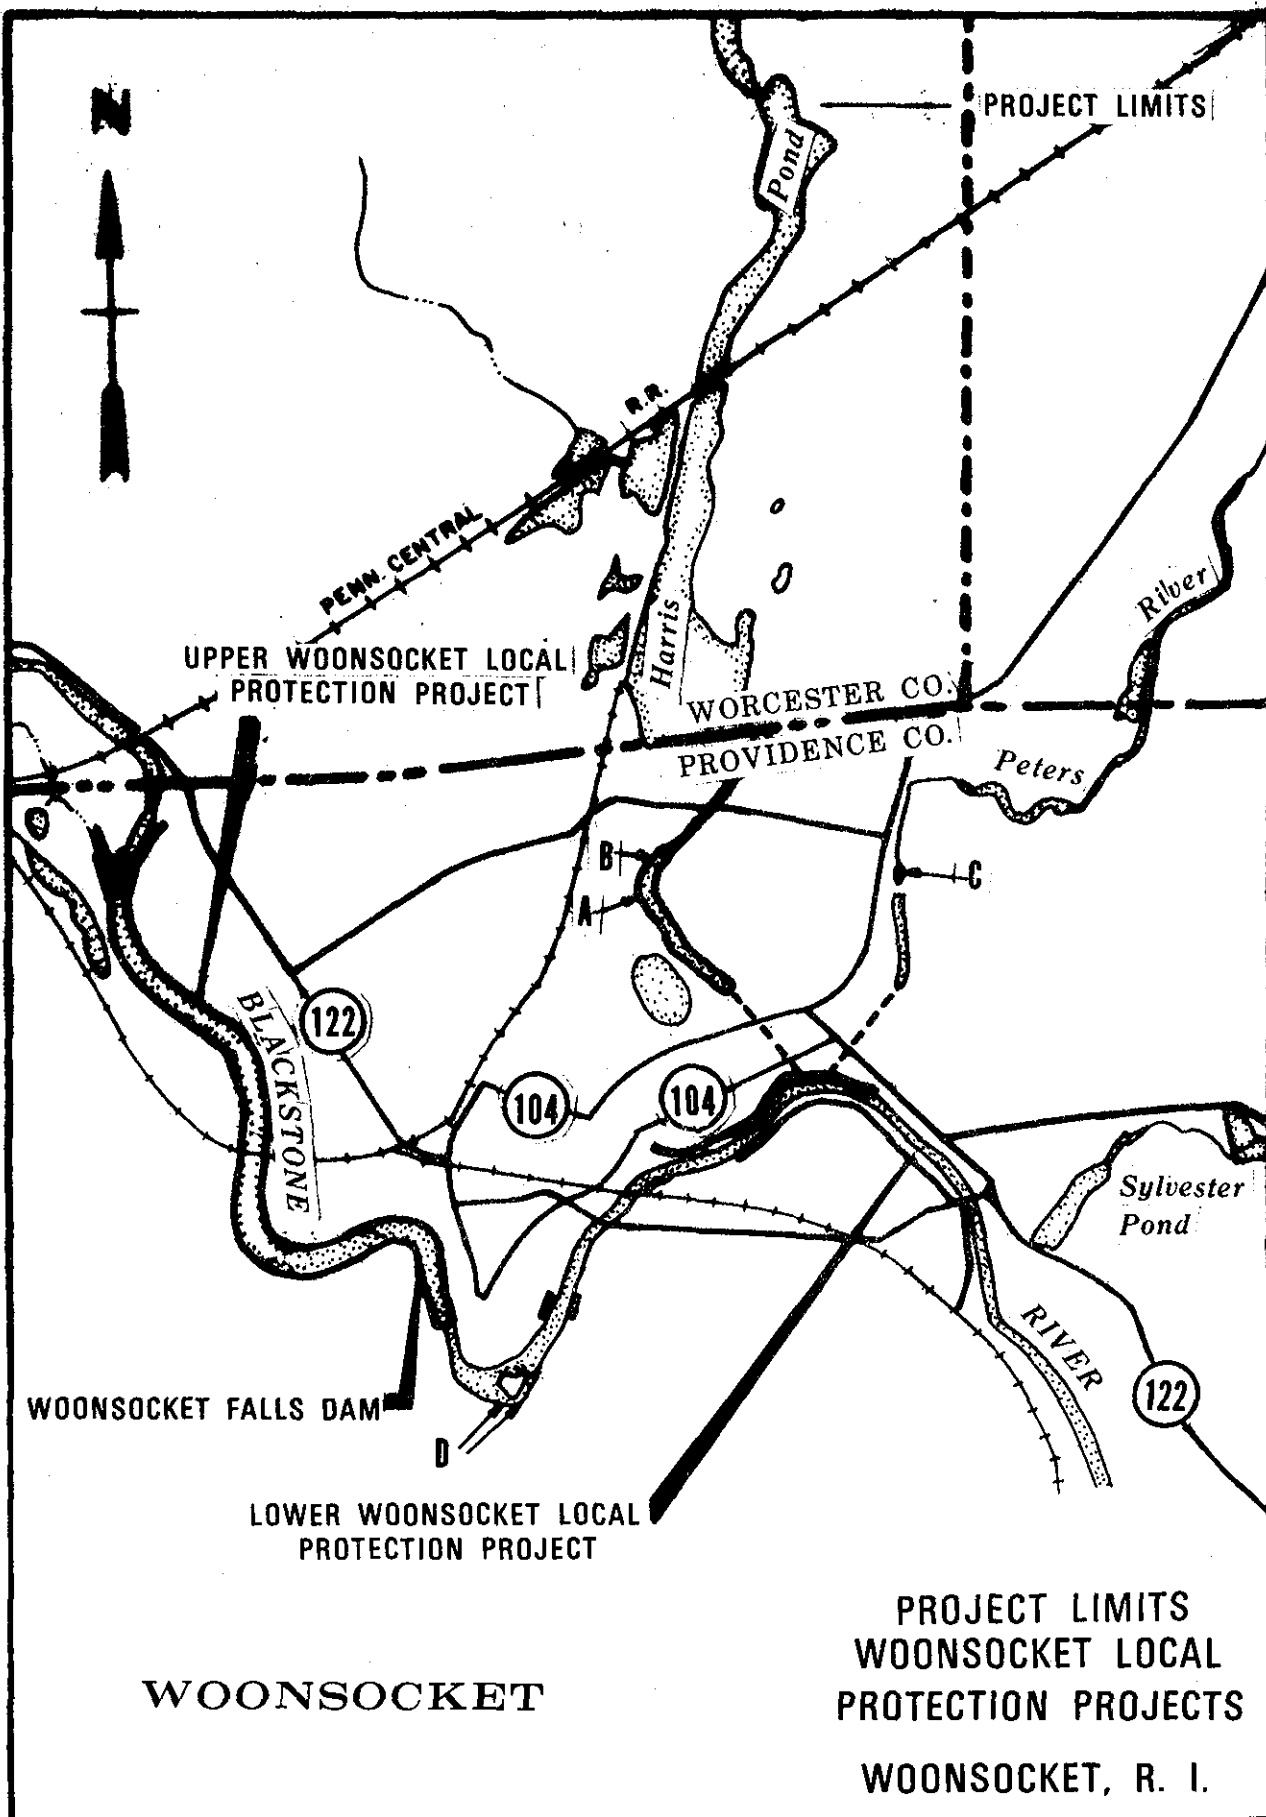 N
PROJECT LIMITS
Pond
R.R.
PENN. CENTRAL
River
Harris
UPPER WOONSOCKET LOCAL
PROTECTION PROJECT
WORCESTER CO.
PROVIDENCE CO.
Peters
B
C
A
BLACKSTONE
122
104
104
Sylvester
Pond
RIVER
122
WOONSOCKET FALLS DAM
D
LOWER WOONSOCKET LOCAL
PROTECTION PROJECT
PROJECT LIMITS
WOONSOCKET LOCAL
PROTECTION PROJECTS
WOONSOCKET
WOONSOCKET, R. I.